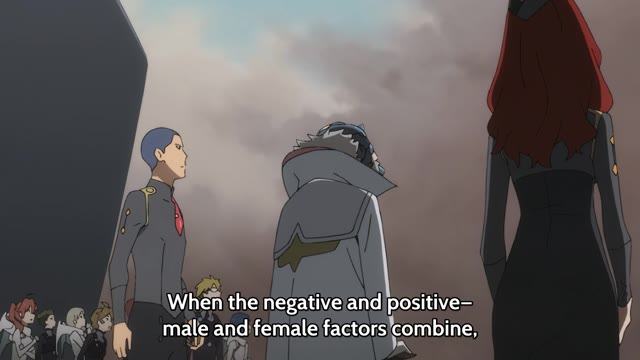 When the negative and positive—
male and female factors combine,